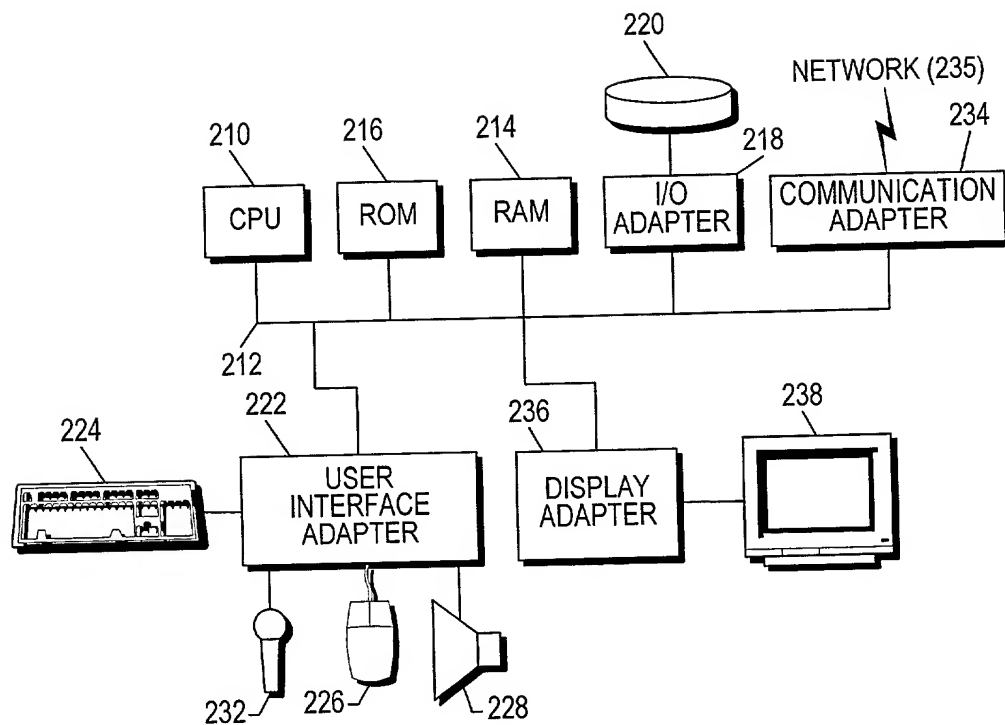 220
NETWORK (235)
210
216
214
218
234
CPU
ROM
RAM
I/O
ADAPTER
COMMUNICATION
ADAPTER
212
224
222
236
238
USER
INTERFACE
ADAPTER
DISPLAY
ADAPTER
232
226
228